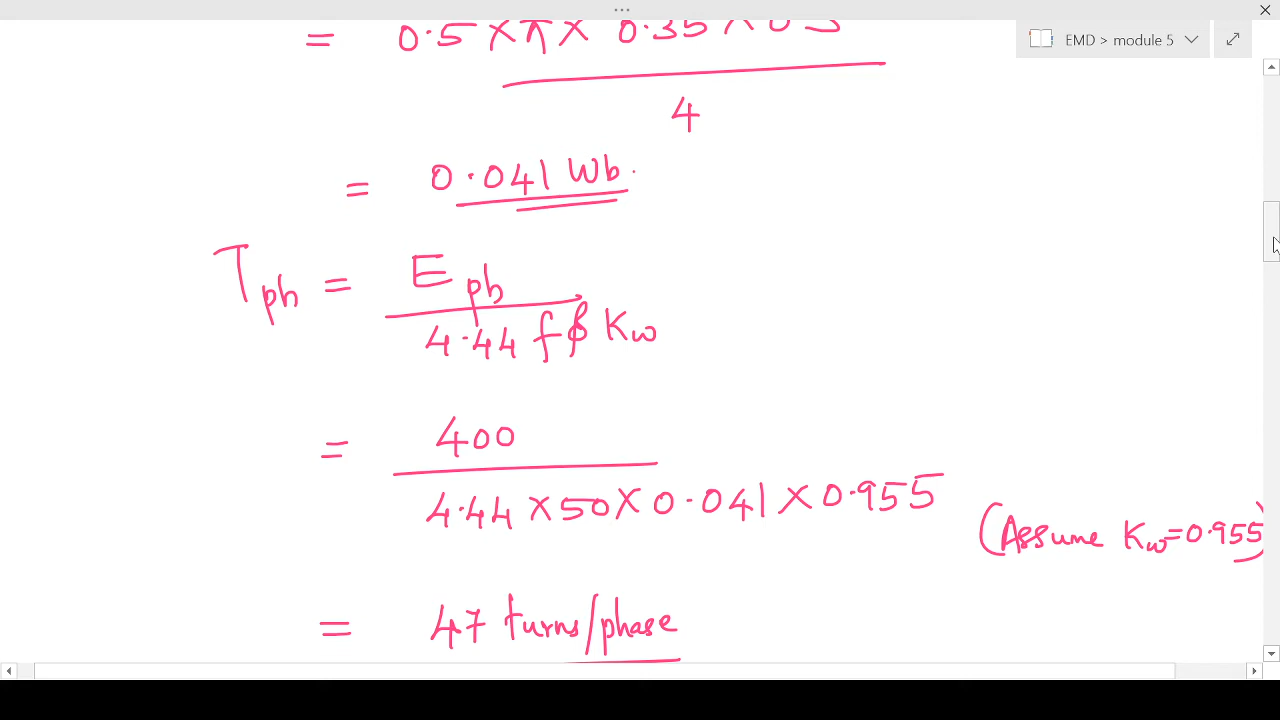 EMD > module 5
= 0.5 × π × 0.35 × 0.3
4
= 0.041 Wb.
Tph = Eph
4.44 f φ Kw
= 400
4.44 × 50 × 0.041 × 0.955
(Assume Kw = 0.955)
= 47 turns/phase